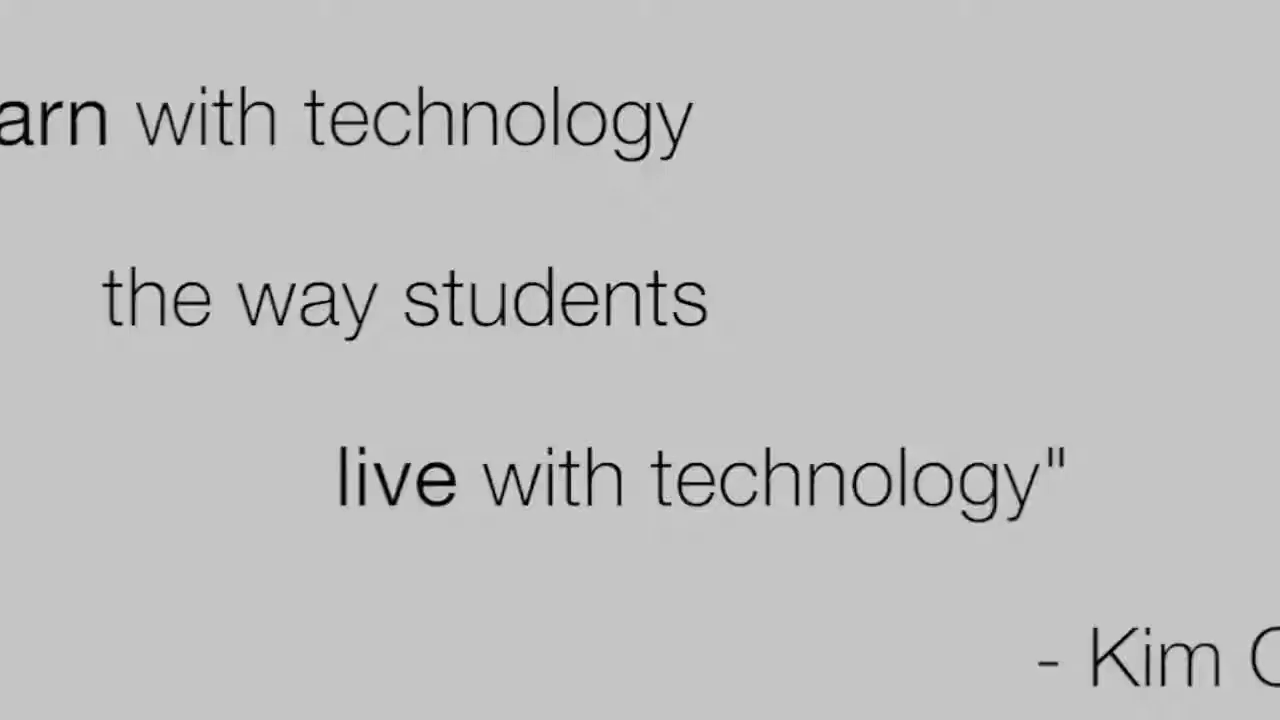 arn with technology
the way students
live with technology"
- Kim